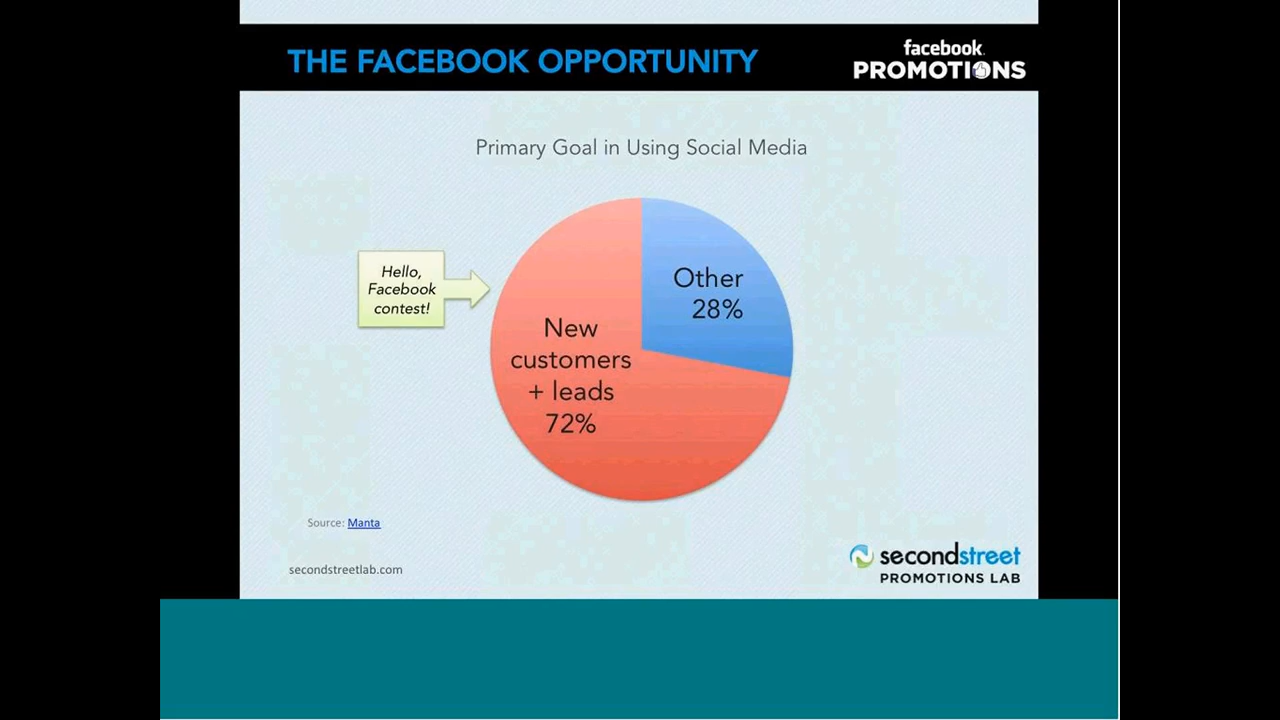 THE FACEBOOK OPPORTUNITY
facebook
PROMOTIONS
Primary Goal in Using Social Media
Hello,
Facebook
contest!
Other
28%
New
customers
+ leads
72%
Source: Manta
secondstreetlab.com
secondstreet
PROMOTIONS LAB